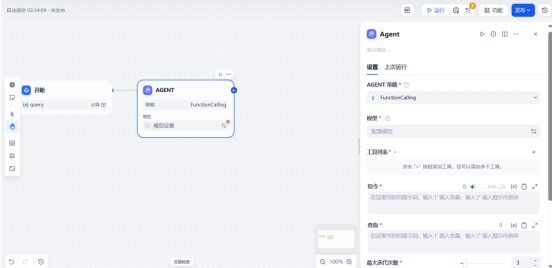 自动保存 02:14:04 · 未发布
运行
功能
发布
开始
query
必填
AGENT
策略
FunctionCalling
模型
模型设置
100%
Agent
添加描述...
设置
上次运行
AGENT 策略 *
FunctionCalling
模型 *
配置模型
工具列表 *
点击 "+" 按钮添加工具。您可以添加多个工具。
指令 *
0
在这里写你的提示词，输入'{' 插入变量、输入'/' 插入提示内容块
查询 *
0
在这里写你的提示词，输入'{' 插入变量、输入'/' 插入提示内容块
最大迭代次数 *
3